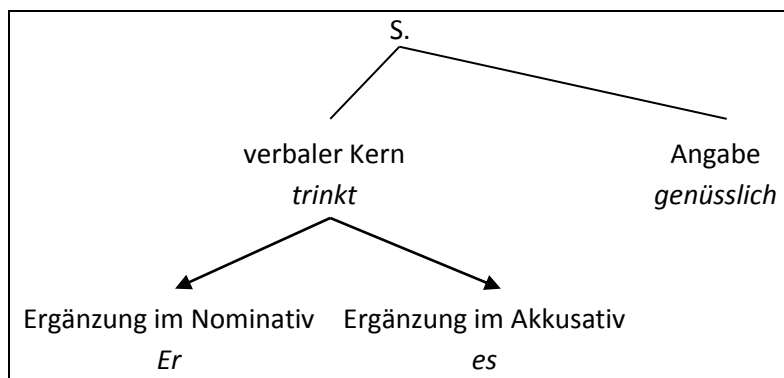 S.
verbaler Kern Angabe
trinkt genüsslich
Ergänzung im Nominativ Ergänzung im Akkusativ
Er es